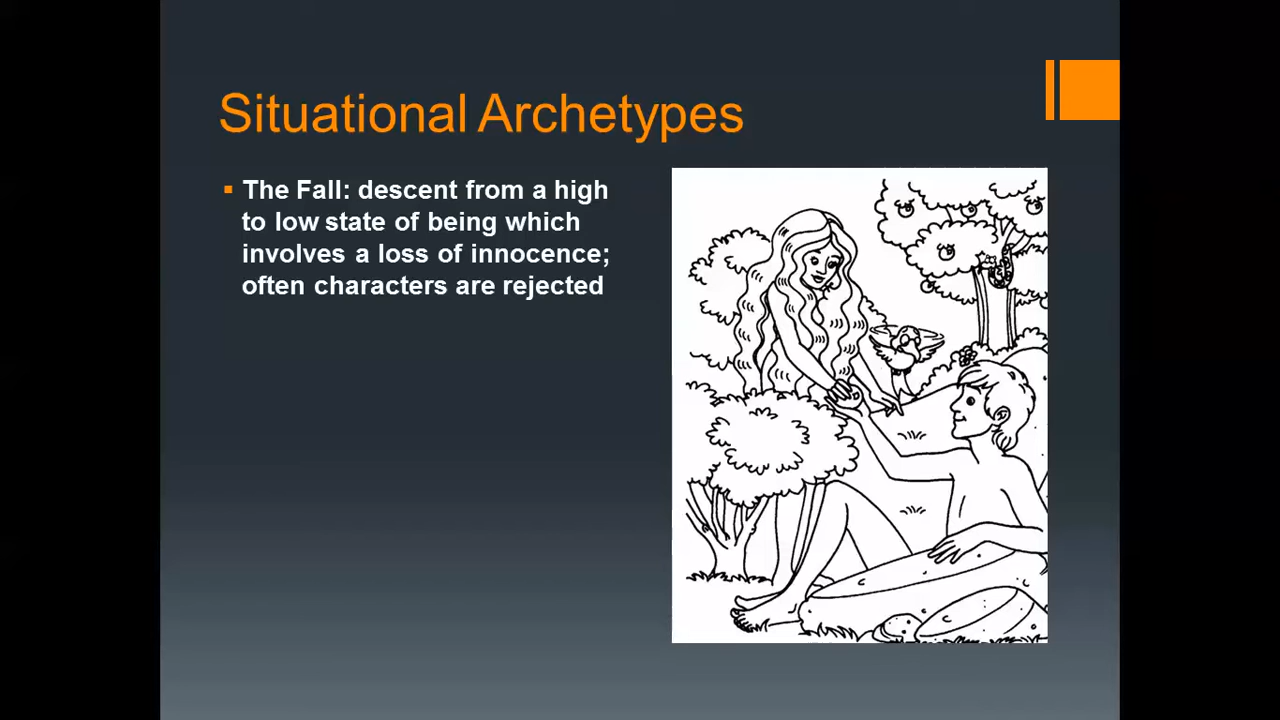 Situational Archetypes
▪ The Fall: descent from a high
to low state of being which
involves a loss of innocence;
often characters are rejected